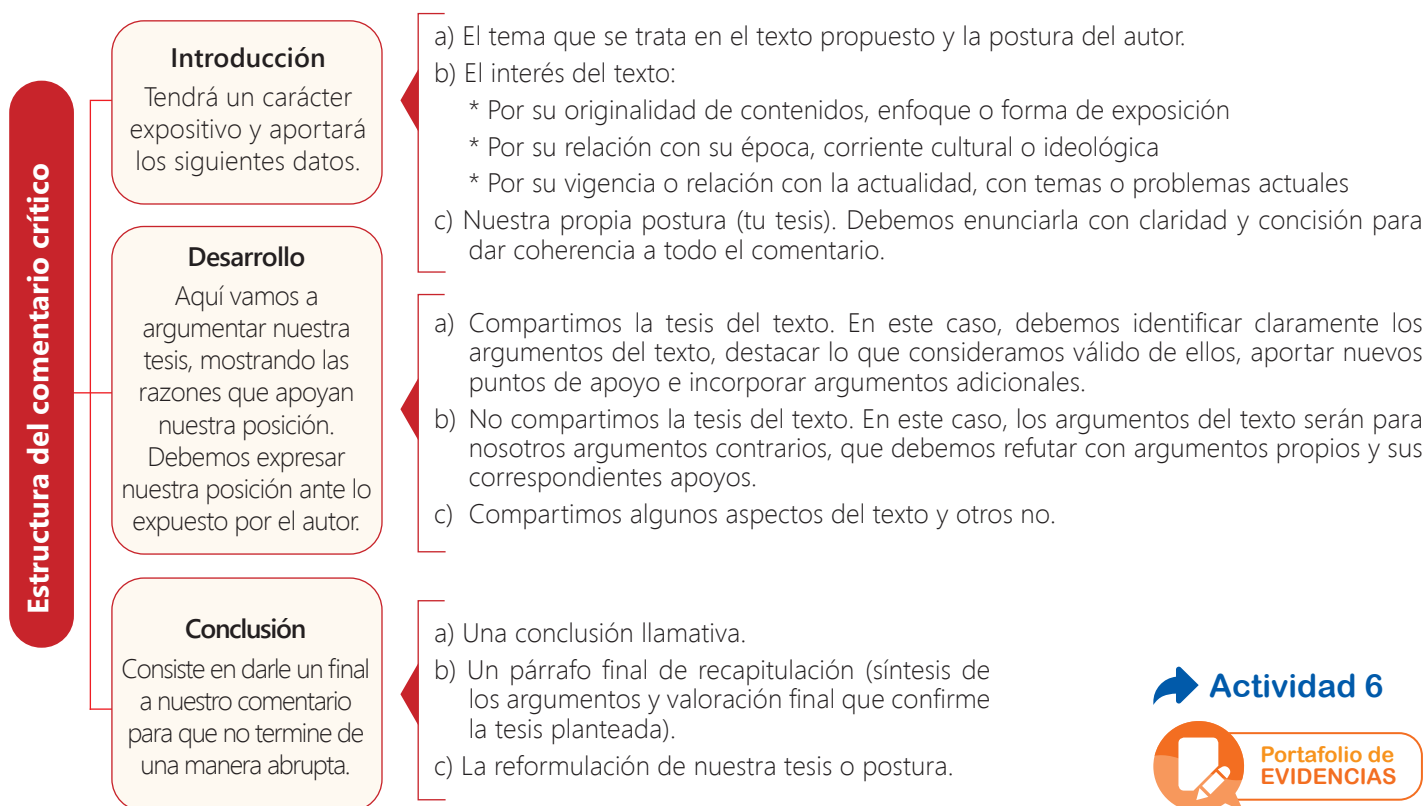 Estructura del comentario crítico
Introducción
Tendrá un carácter
expositivo y aportará
los siguientes datos.
a) El tema que se trata en el texto propuesto y la postura del autor.
b) El interés del texto:
* Por su originalidad de contenidos, enfoque o forma de exposición
* Por su relación con su época, corriente cultural o ideológica
* Por su vigencia o relación con la actualidad, con temas o problemas actuales
c) Nuestra propia postura (tu tesis). Debemos enunciarla con claridad y concisión para
dar coherencia a todo el comentario.
Desarrollo
Aquí vamos a
argumentar nuestra
tesis, mostrando las
razones que apoyan
nuestra posición.
Debemos expresar
nuestra posición ante lo
expuesto por el autor.
a) Compartimos la tesis del texto. En este caso, debemos identificar claramente los
argumentos del texto, destacar lo que consideramos válido de ellos, aportar nuevos
puntos de apoyo e incorporar argumentos adicionales.
b) No compartimos la tesis del texto. En este caso, los argumentos del texto serán para
nosotros argumentos contrarios, que debemos refutar con argumentos propios y sus
correspondientes apoyos.
c) Compartimos algunos aspectos del texto y otros no.
Conclusión
Consiste en darle un final
a nuestro comentario
para que no termine de
una manera abrupta.
a) Una conclusión llamativa.
b) Un párrafo final de recapitulación (síntesis de
los argumentos y valoración final que confirme
la tesis planteada).
c) La reformulación de nuestra tesis o postura.
Actividad 6
Portafolio de
EVIDENCIAS